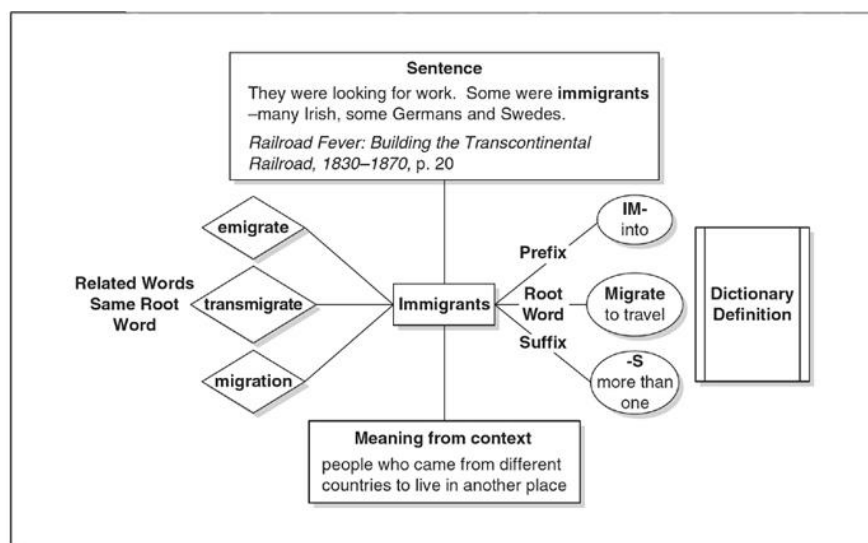 Sentence
They were looking for work. Some were immigrants
–many Irish, some Germans and Swedes.
Railroad Fever: Building the Transcontinental
Railroad, 1830–1870, p. 20
emigrate
Related Words
Same Root
Word
transmigrate
migration
Immigrants
Prefix
IM-
into
Root
Word
Migrate
to travel
Suffix
-S
more than
one
Dictionary
Definition
Meaning from context
people who came from different
countries to live in another place